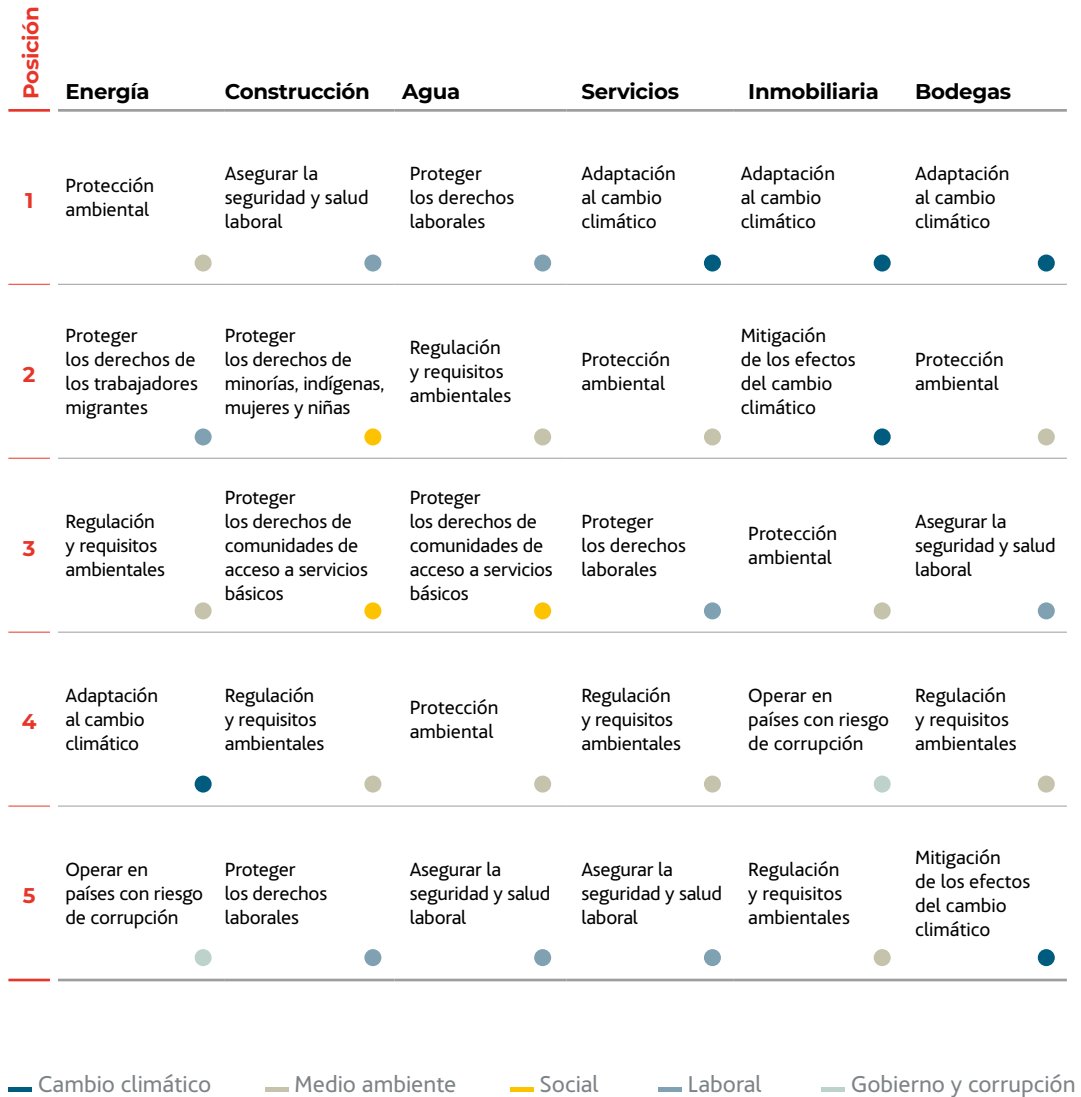 Posición
Energía
Construcción
Agua
Servicios
Inmobiliaria
Bodegas
1
Protección
ambiental
Asegurar la
seguridad y salud
laboral
Proteger
los derechos
laborales
Adaptación
al cambio
climático
Adaptación
al cambio
climático
Adaptación
al cambio
climático
2
Proteger
los derechos de
los trabajadores
migrantes
Proteger
los derechos de
minorías, indígenas,
mujeres y niñas
Regulación
y requisitos
ambientales
Protección
ambiental
Mitigación
de los efectos
del cambio
climático
Protección
ambiental
3
Regulación
y requisitos
ambientales
Proteger
los derechos de
comunidades de
acceso a servicios
básicos
Proteger
los derechos de
comunidades de
acceso a servicios
básicos
Proteger
los derechos
laborales
Protección
ambiental
Asegurar la
seguridad y salud
laboral
4
Adaptación
al cambio
climático
Regulación
y requisitos
ambientales
Protección
ambiental
Regulación
y requisitos
ambientales
Operar en
países con riesgo
de corrupción
Regulación
y requisitos
ambientales
5
Operar en
países con riesgo
de corrupción
Proteger
los derechos
laborales
Asegurar la
seguridad y salud
laboral
Asegurar la
seguridad y salud
laboral
Regulación
y requisitos
ambientales
Mitigación
de los efectos
del cambio
climático
Cambio climático
Medio ambiente
Social
Laboral
Gobierno y corrupción